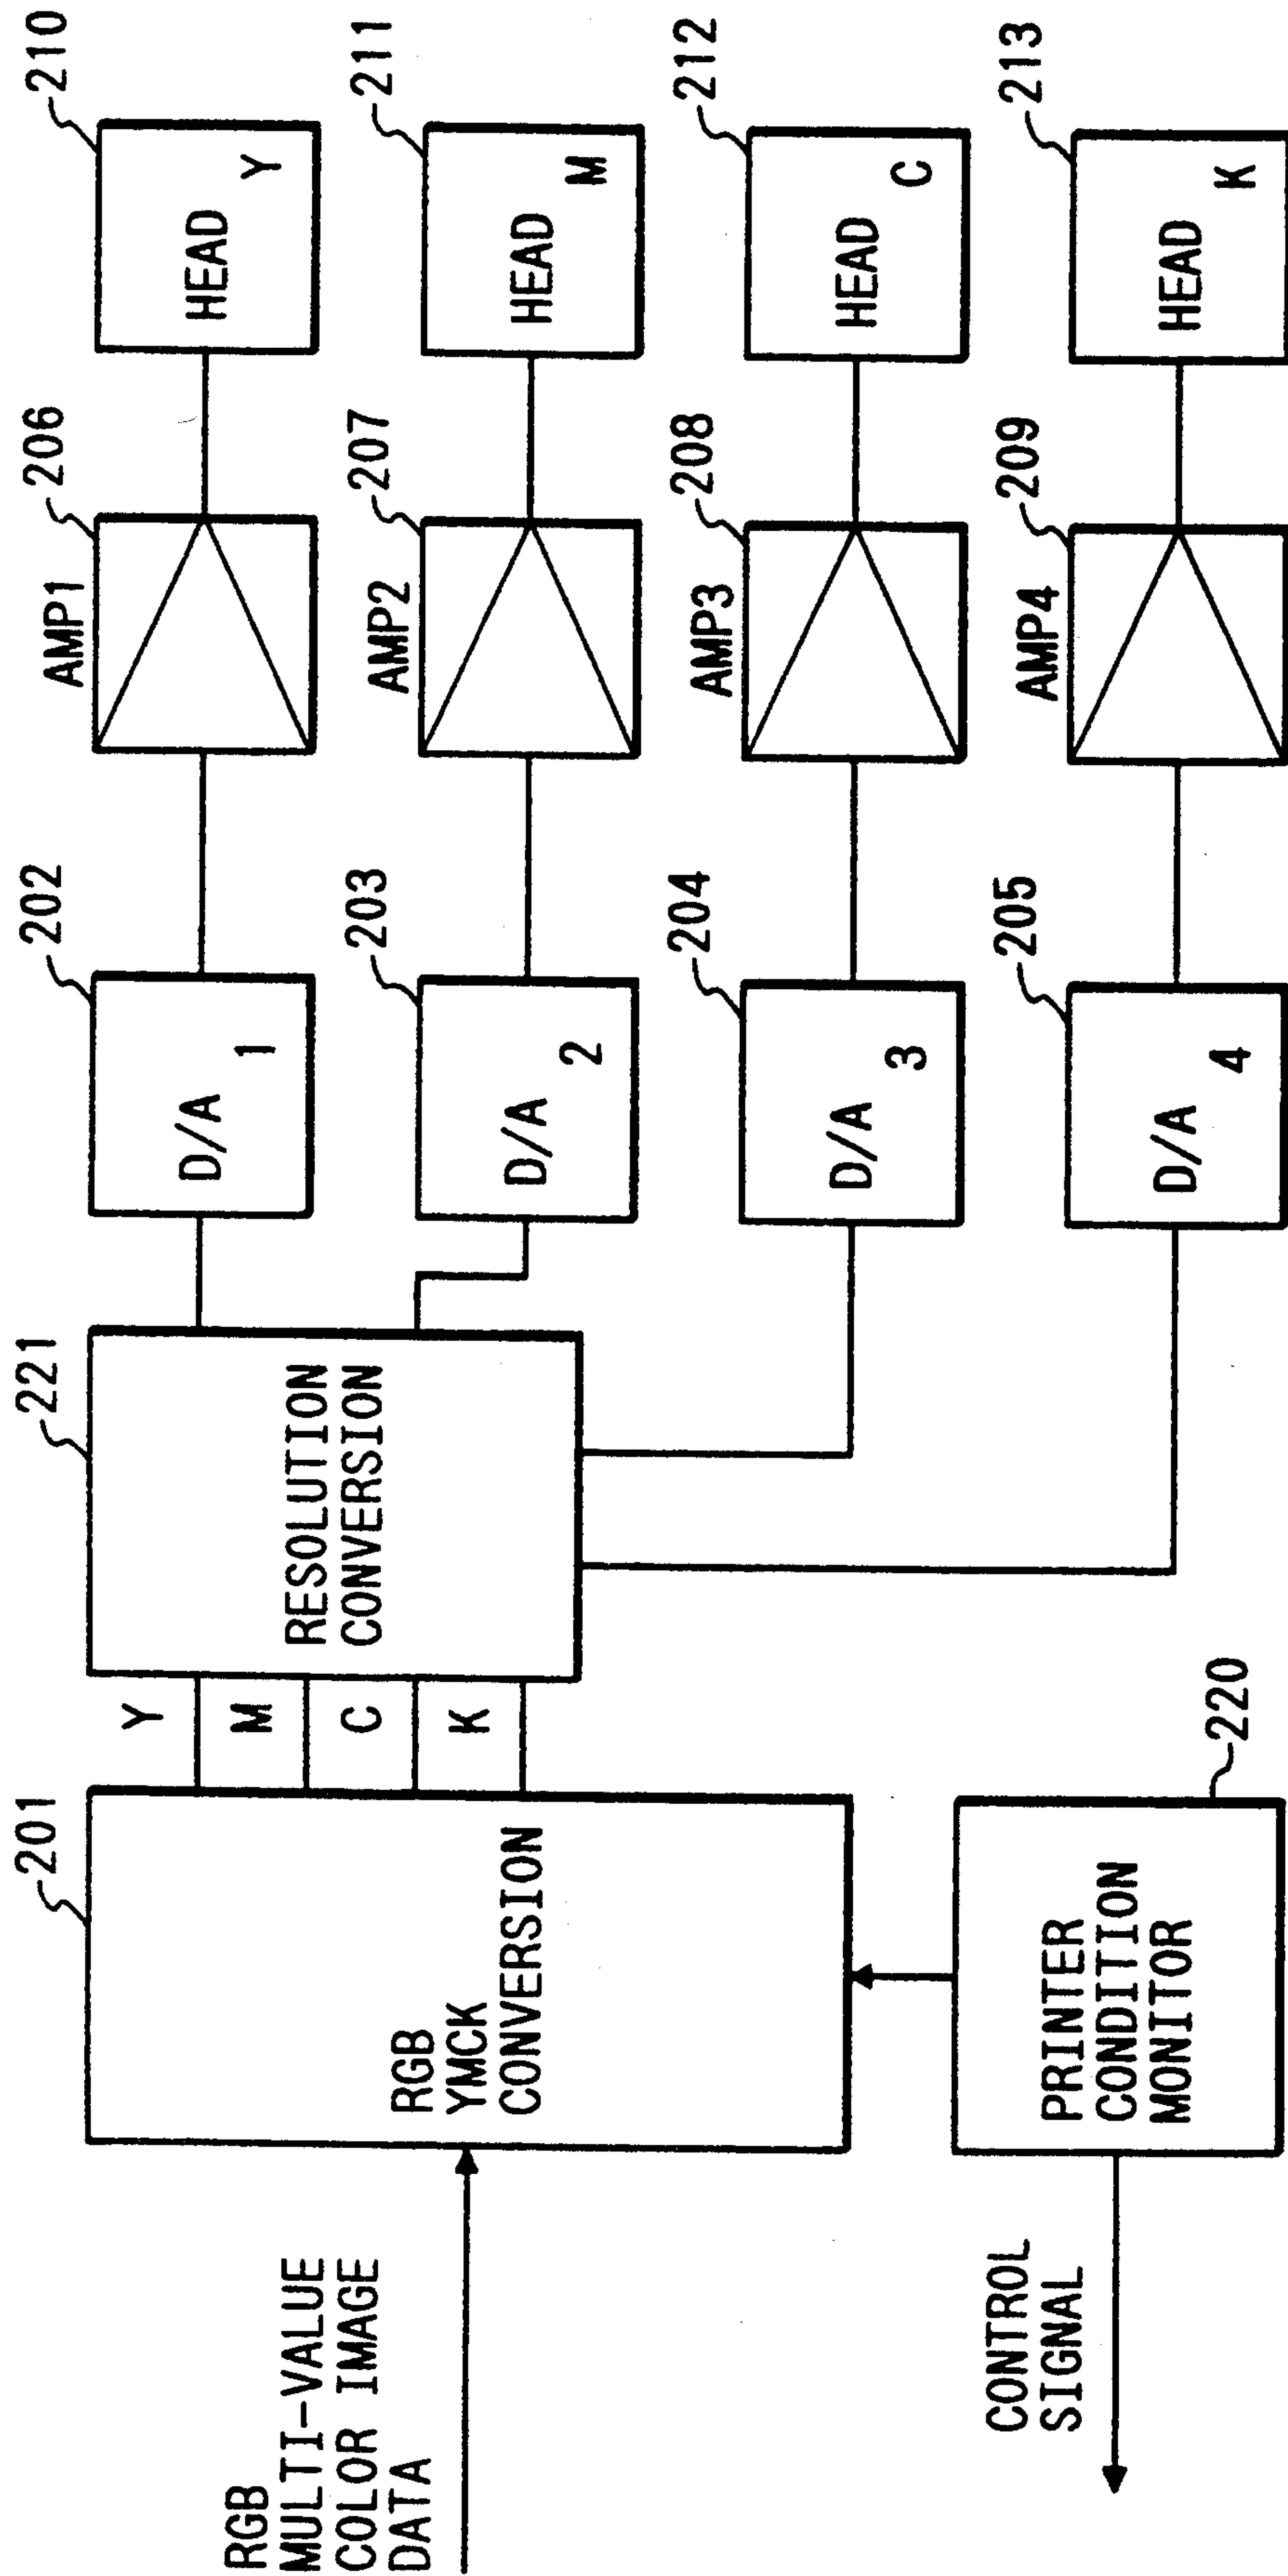 RGB
MULTI-VALUE
COLOR IMAGE
DATA
201
RGB
YMCK
CONVERSION
Y
M
C
K
221
RESOLUTION
CONVERSION
202
D/A
1
203
D/A
2
204
D/A
3
205
D/A
4
206
AMP1
207
AMP2
208
AMP3
209
AMP4
210
HEAD
Y
211
HEAD
M
212
HEAD
C
213
HEAD
K
CONTROL
SIGNAL
220
PRINTER
CONDITION
MONITOR